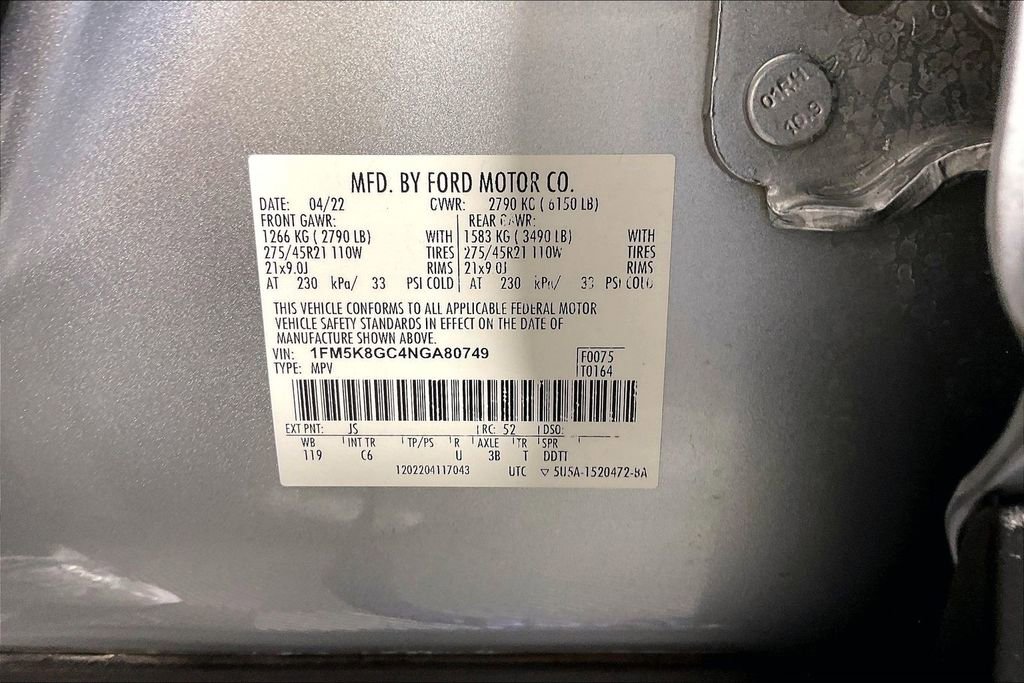 01RH1
10.9
MFD. BY FORD MOTOR CO.
DATE: 04/22 GVWR: 2790 KG ( 6150 LB)
FRONT GAWR: REAR GAWR:
1266 KG ( 2790 LB) WITH 1583 KG ( 3490 LB) WITH
275/45R21 110W TIRES 275/45R21 110W TIRES
21x9.0J RIMS 21x9.0J RIMS
AT 230 kPa/ 33 PSI COLD AT 230 kPa/ 33 PSI COLD
THIS VEHICLE CONFORMS TO ALL APPLICABLE FEDERAL MOTOR
VEHICLE SAFETY STANDARDS IN EFFECT ON THE DATE OF
MANUFACTURE SHOWN ABOVE.
VIN: 1FM5K8GC4NGA80749 F0075
TYPE: MPV T0164
EXT PNT: JS RC: 52 DSO:
WB INT TR TP/PS R AXLE TR SPR
119 C6 U 3B T DDTI
1202204117043 UTC ▽ 5U5A-1520472-BA